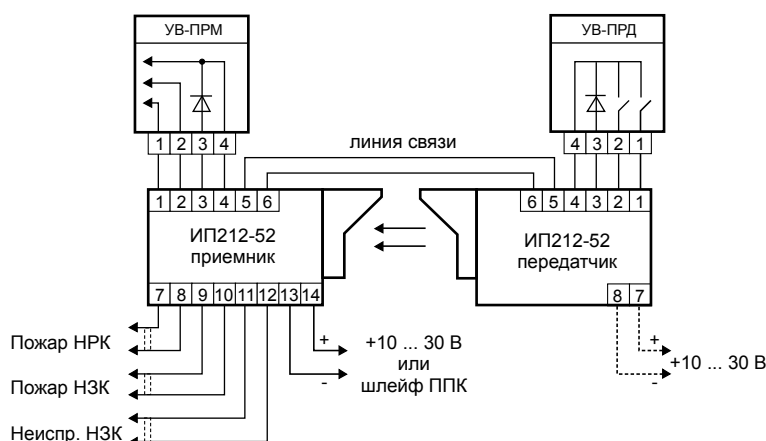 УВ-ПРМ
УВ-ПРД
1 2 3 4
4 3 2 1
линия связи
1 2 3 4 5 6
6 5 4 3 2 1
ИП212-52
приемник
ИП212-52
передатчик
7 8 9 10 11 12 13 14
8 7
Пожар НРК
+
-
+10 ... 30 В
или
шлейф ППК
+
-
+10 ... 30 В
Пожар НЗК
Неиспр. НЗК